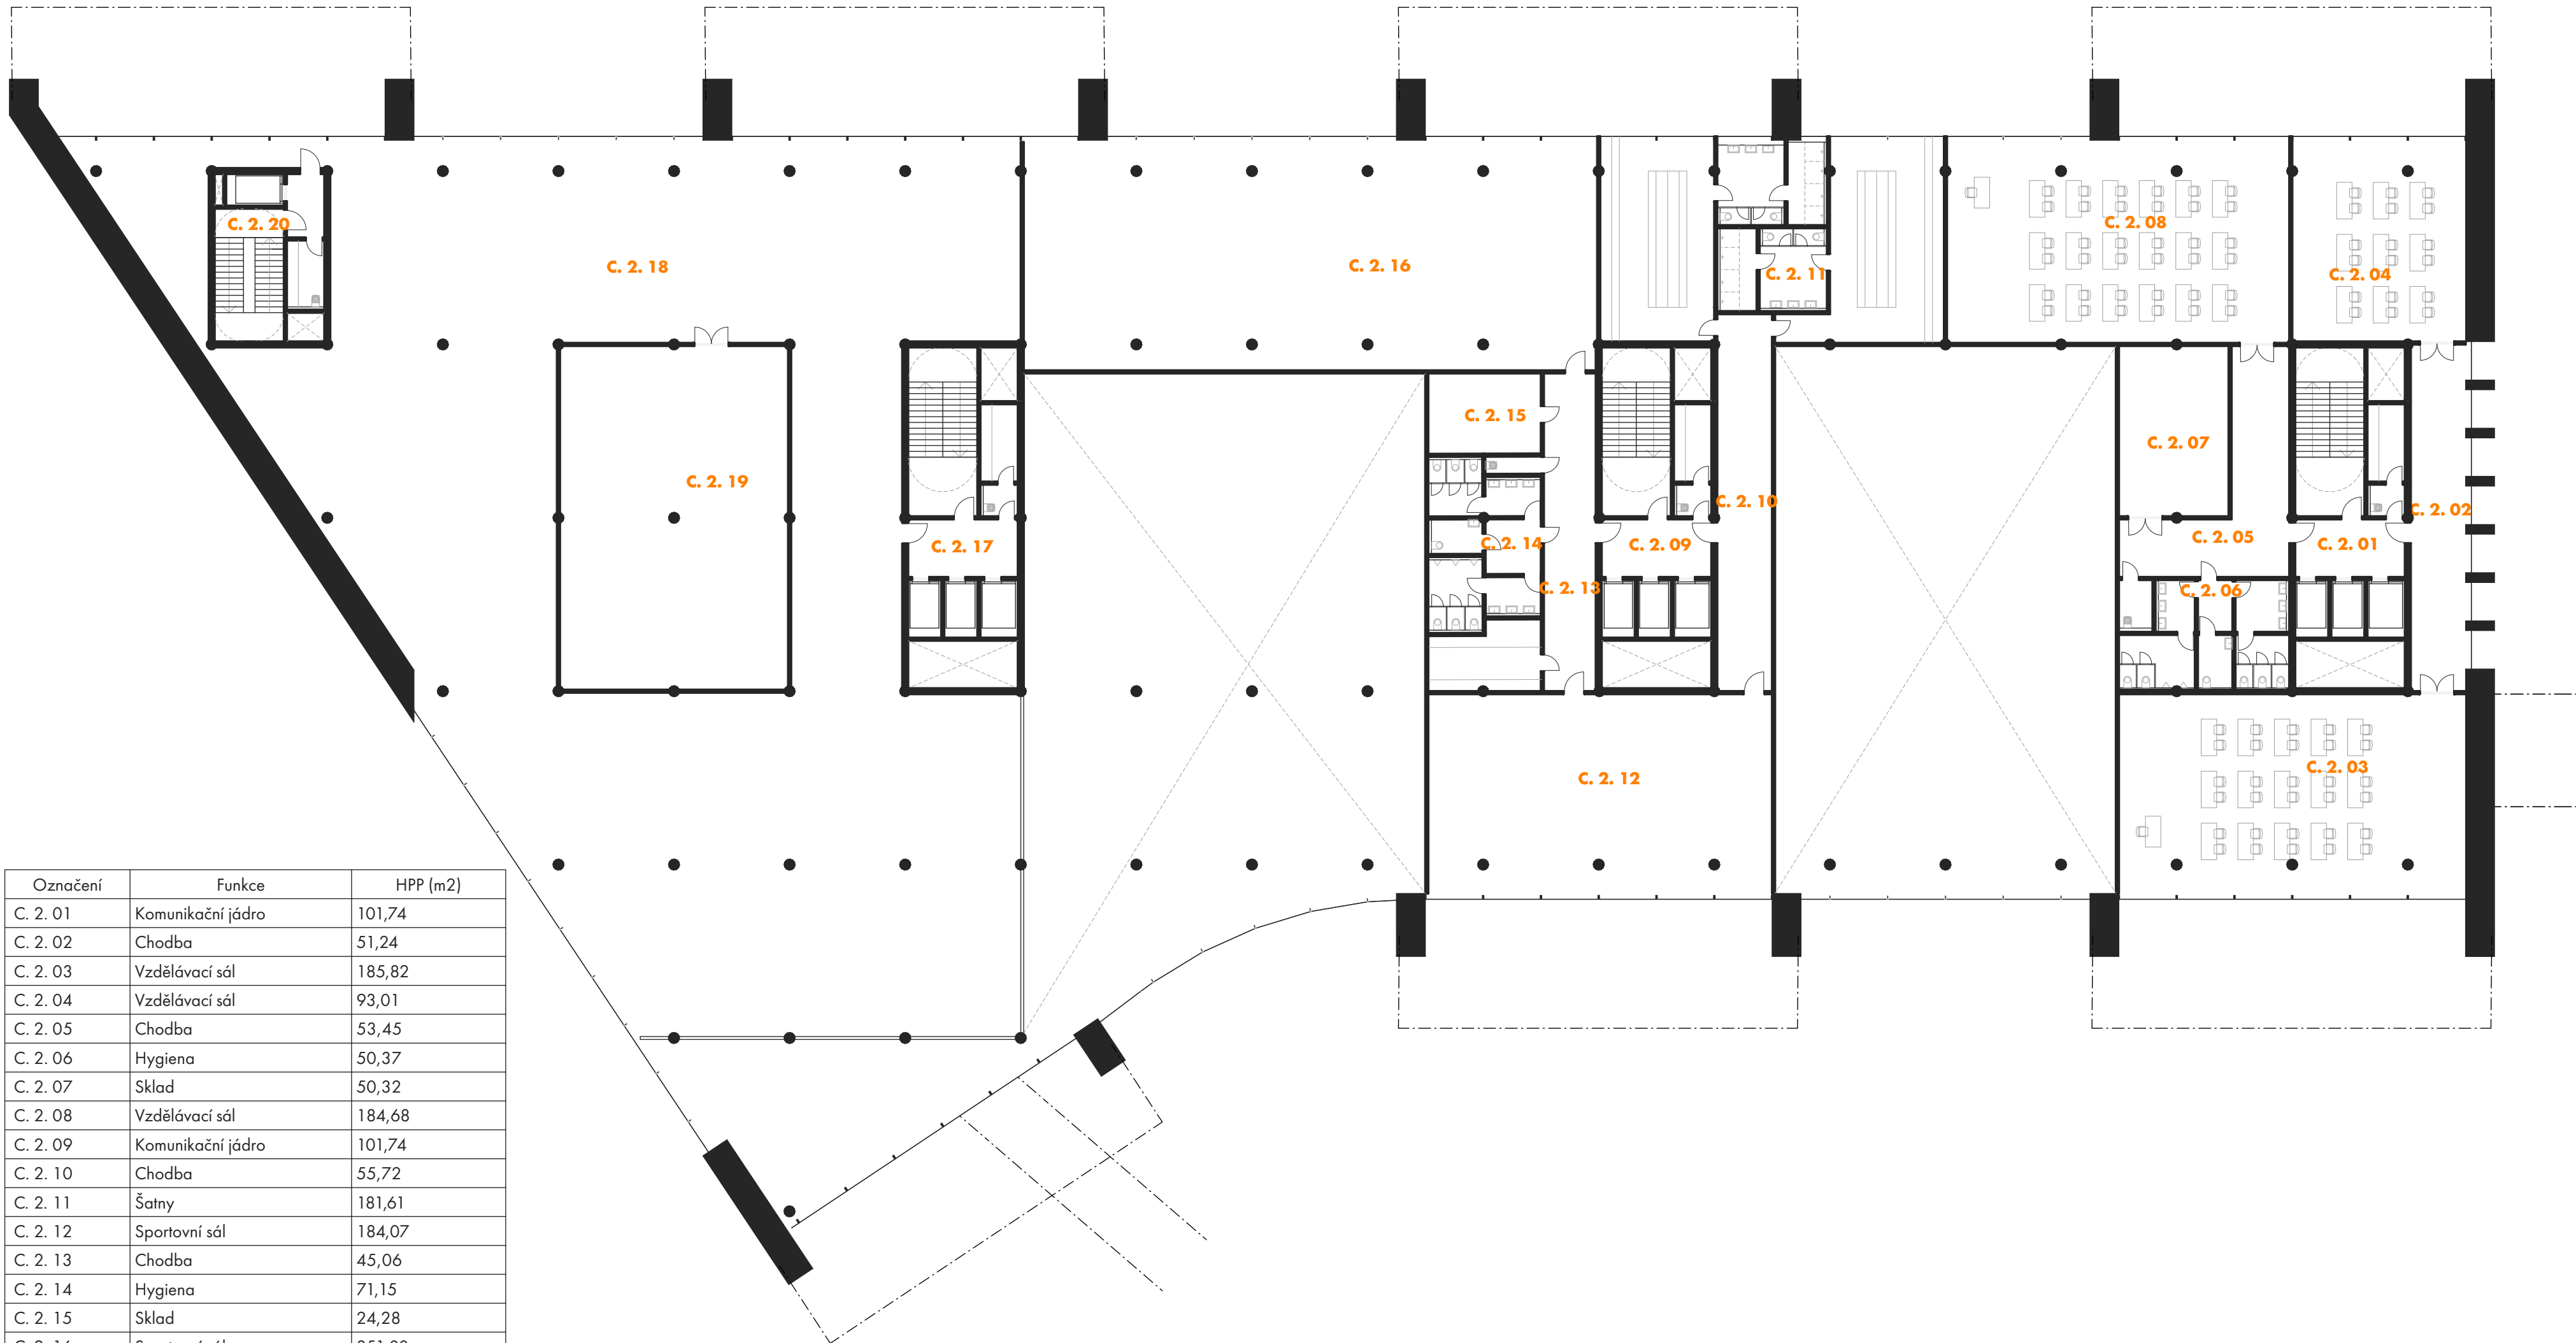 C. 2. 20
C. 2. 18
C. 2. 16
C. 2. 11
C. 2. 08
C. 2. 04
C. 2. 19
C. 2. 17
C. 2. 15
C. 2. 14
C. 2. 13
C. 2. 09
C. 2. 10
C. 2. 07
C. 2. 05
C. 2. 06
C. 2. 01
C. 2. 02
C. 2. 12
C. 2. 03
Označení Funkce HPP (m2)
C. 2. 01 Komunikační jádro 101,74
C. 2. 02 Chodba 51,24
C. 2. 03 Vzdělávací sál 185,82
C. 2. 04 Vzdělávací sál 93,01
C. 2. 05 Chodba 53,45
C. 2. 06 Hygiena 50,37
C. 2. 07 Sklad 50,32
C. 2. 08 Vzdělávací sál 184,68
C. 2. 09 Komunikační jádro 101,74
C. 2. 10 Chodba 55,72
C. 2. 11 Šatny 181,61
C. 2. 12 Sportovní sál 184,07
C. 2. 13 Chodba 45,06
C. 2. 14 Hygiena 71,15
C. 2. 15 Sklad 24,28